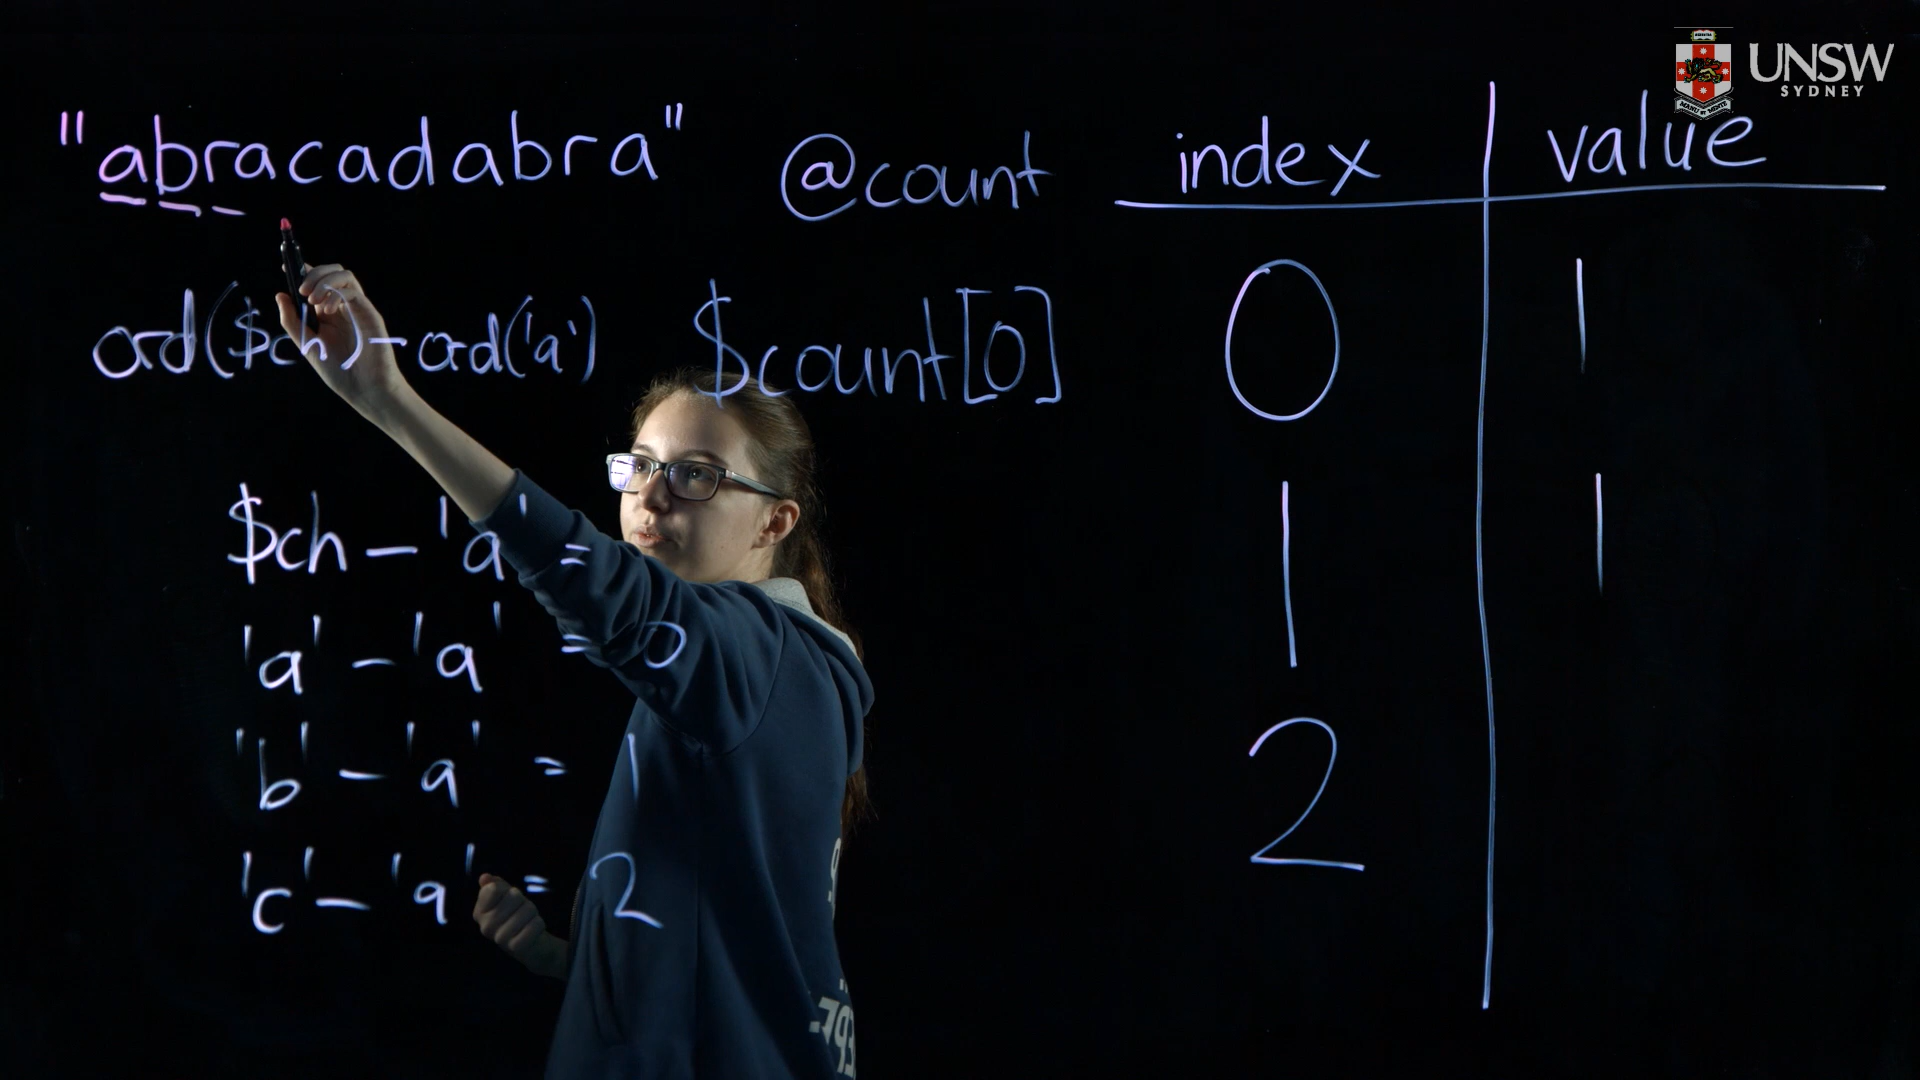 UNSW
SYDNEY
"abracadabra" @count
ord($ch)-ord('a') $count[0]
$ch - 'a' =
'a' - 'a' = 0
'b' - 'a' = 1
'c' - 'a' = 2
index value
0 1
1 1
2